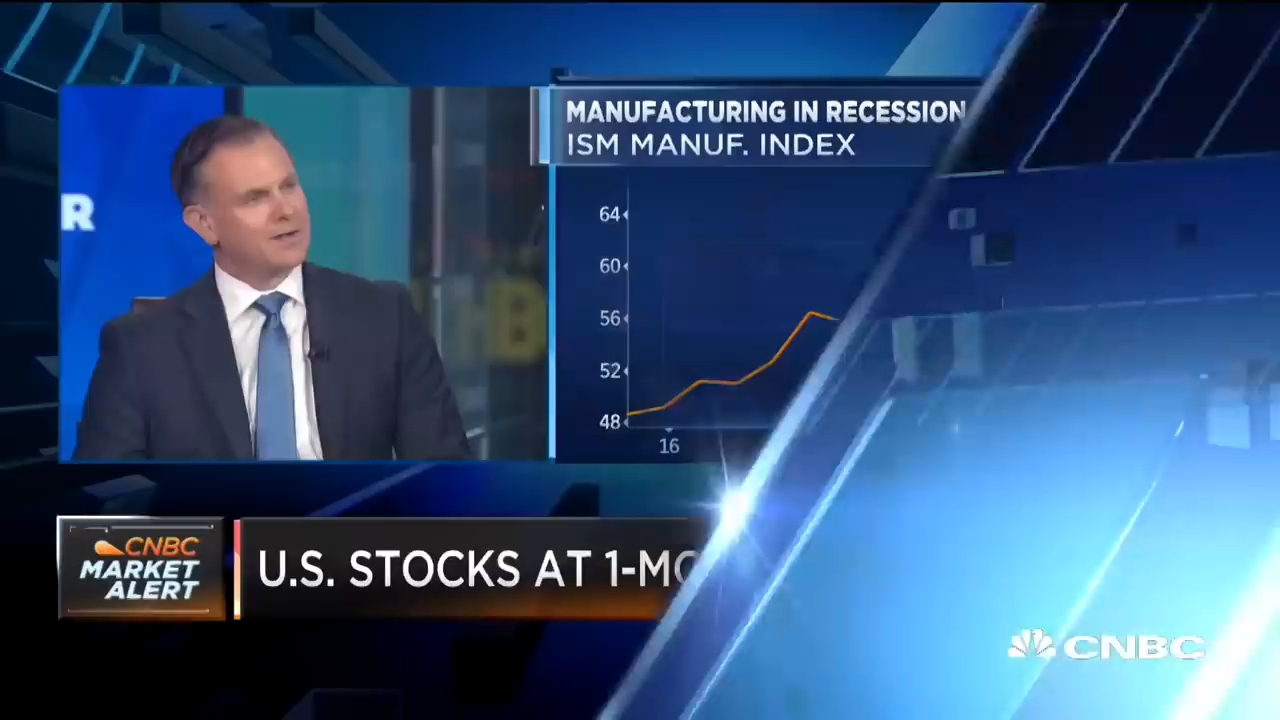 R
HB
MANUFACTURING IN RECESSION
ISM MANUF. INDEX
64
60
56
52
48
16
CNBC
MARKET
ALERT
U.S. STOCKS AT 1-MO
CNBC